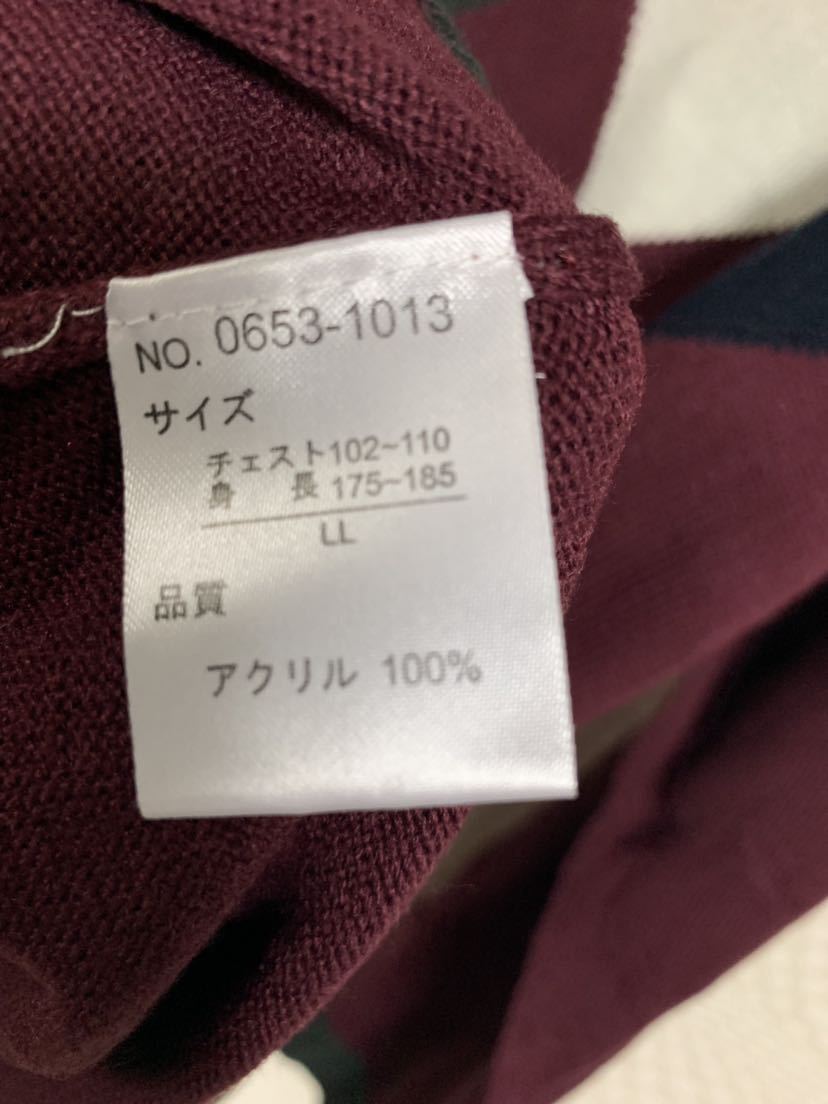 NO. 0653-1013
サイズ
チェスト102~110
身 長 175~185
LL
品質
アクリル 100%